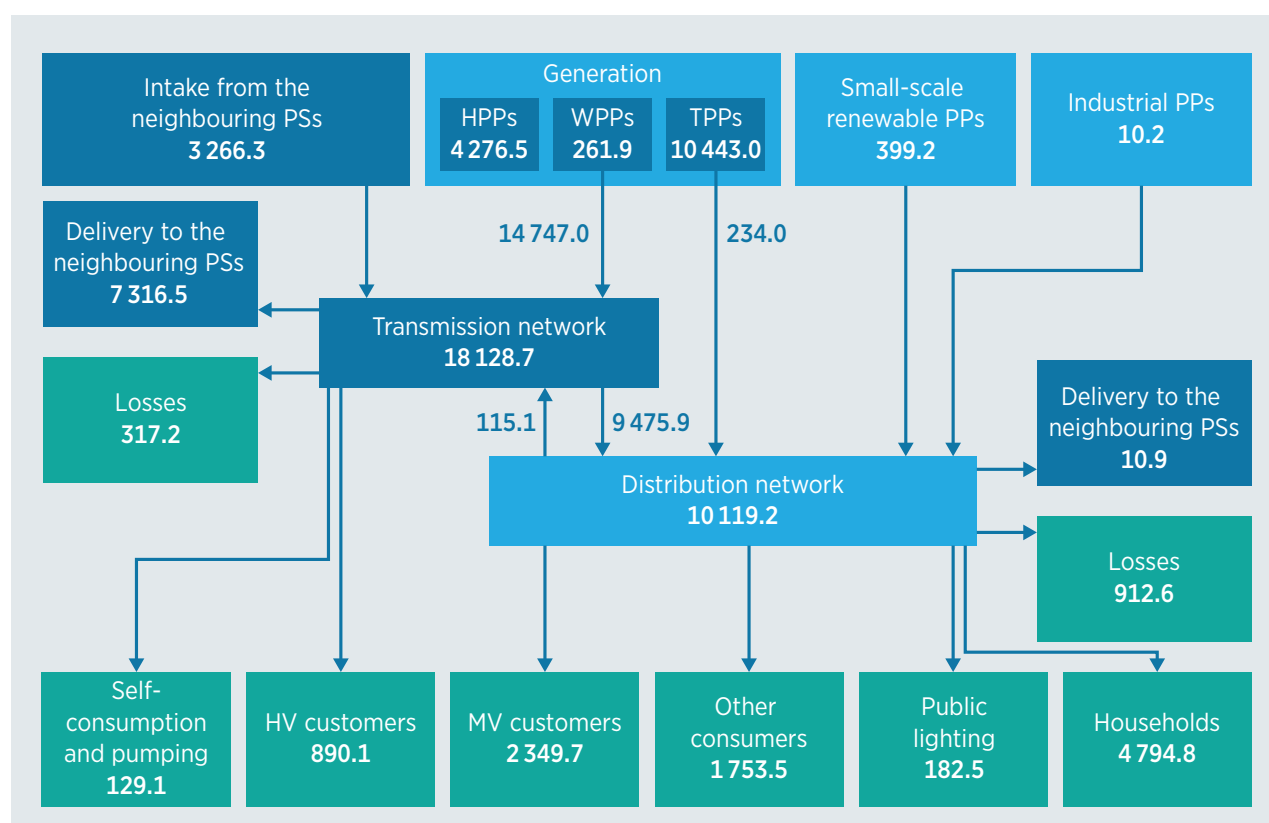 Intake from the
neighbouring PSs
3 266.3
Generation
HPPs
4 276.5
WPPs
261.9
TPPs
10 443.0
Small-scale
renewable PPs
399.2
Industrial PPs
10.2
Delivery to the
neighbouring PSs
7 316.5
14 747.0
234.0
Transmission network
18 128.7
Losses
317.2
115.1
9 475.9
Delivery to the
neighbouring PSs
10.9
Distribution network
10 119.2
Losses
912.6
Self-
consumption
and pumping
129.1
HV customers
890.1
MV customers
2 349.7
Other
consumers
1 753.5
Public
lighting
182.5
Households
4 794.8